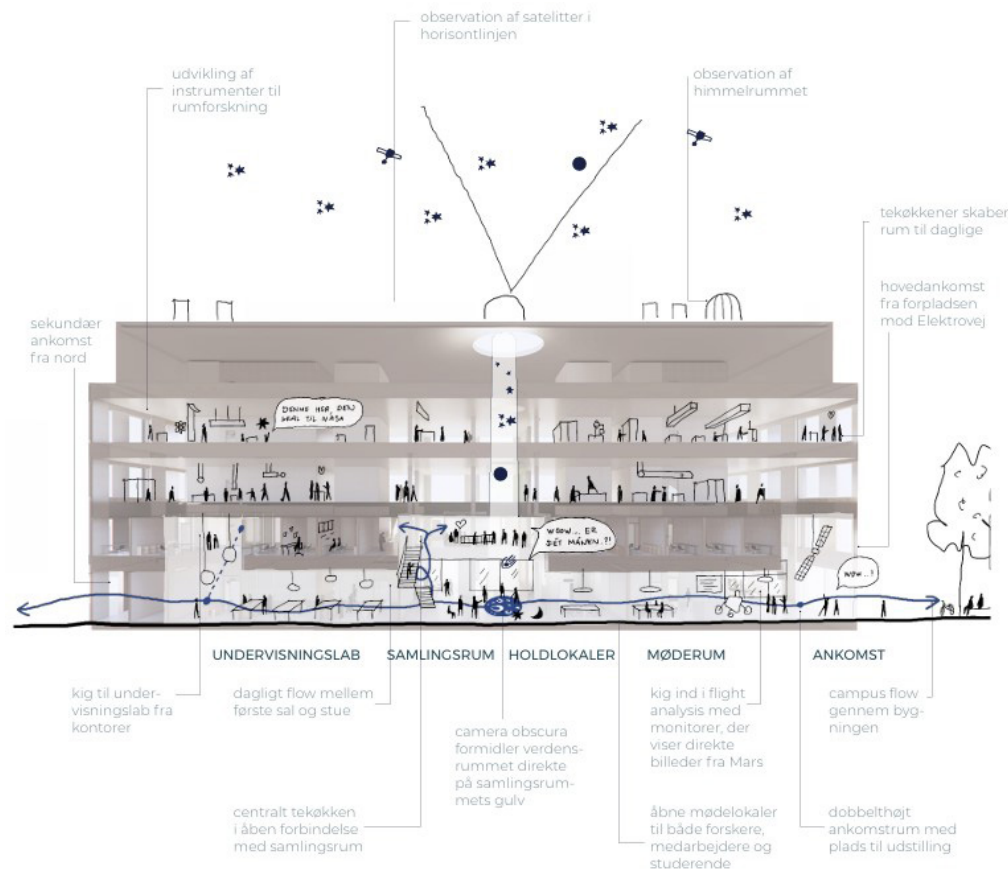 observation af satelitter i
horisontlinjen
udvikling af
instrumenter til
rumforskning
observation af
himmelrummet
tekøkkener skaber
rum til daglige
hovedankomst
fra forpladsen
mod Elektrovej
sekundær
ankomst
fra nord
DENNE HER, DEN
SKAL TIL NASA
WOOW... ER
DET MÅNEN..?!
WOW...?
UNDERVISNINGSLAB
SAMLINGSRUM
HOLDLOKALER
MØDERUM
ANKOMST
kig til under-
visningslab fra
kontorer
dagligt flow mellem
første sal og stue
camera obscura
formidler verdens-
rummet direkte
på samlingsrum-
mets gulv
kig ind i flight
analysis med
monitorer, der
viser direkte
billeder fra Mars
campus flow
gennem byg-
ningen
centralt tekøkken
i åben forbindelse
med samlingsrum
åbne mødelokaler
til både forskere,
medarbejdere og
studerende
dobbelthøjt
ankomstrum med
plads til udstilling